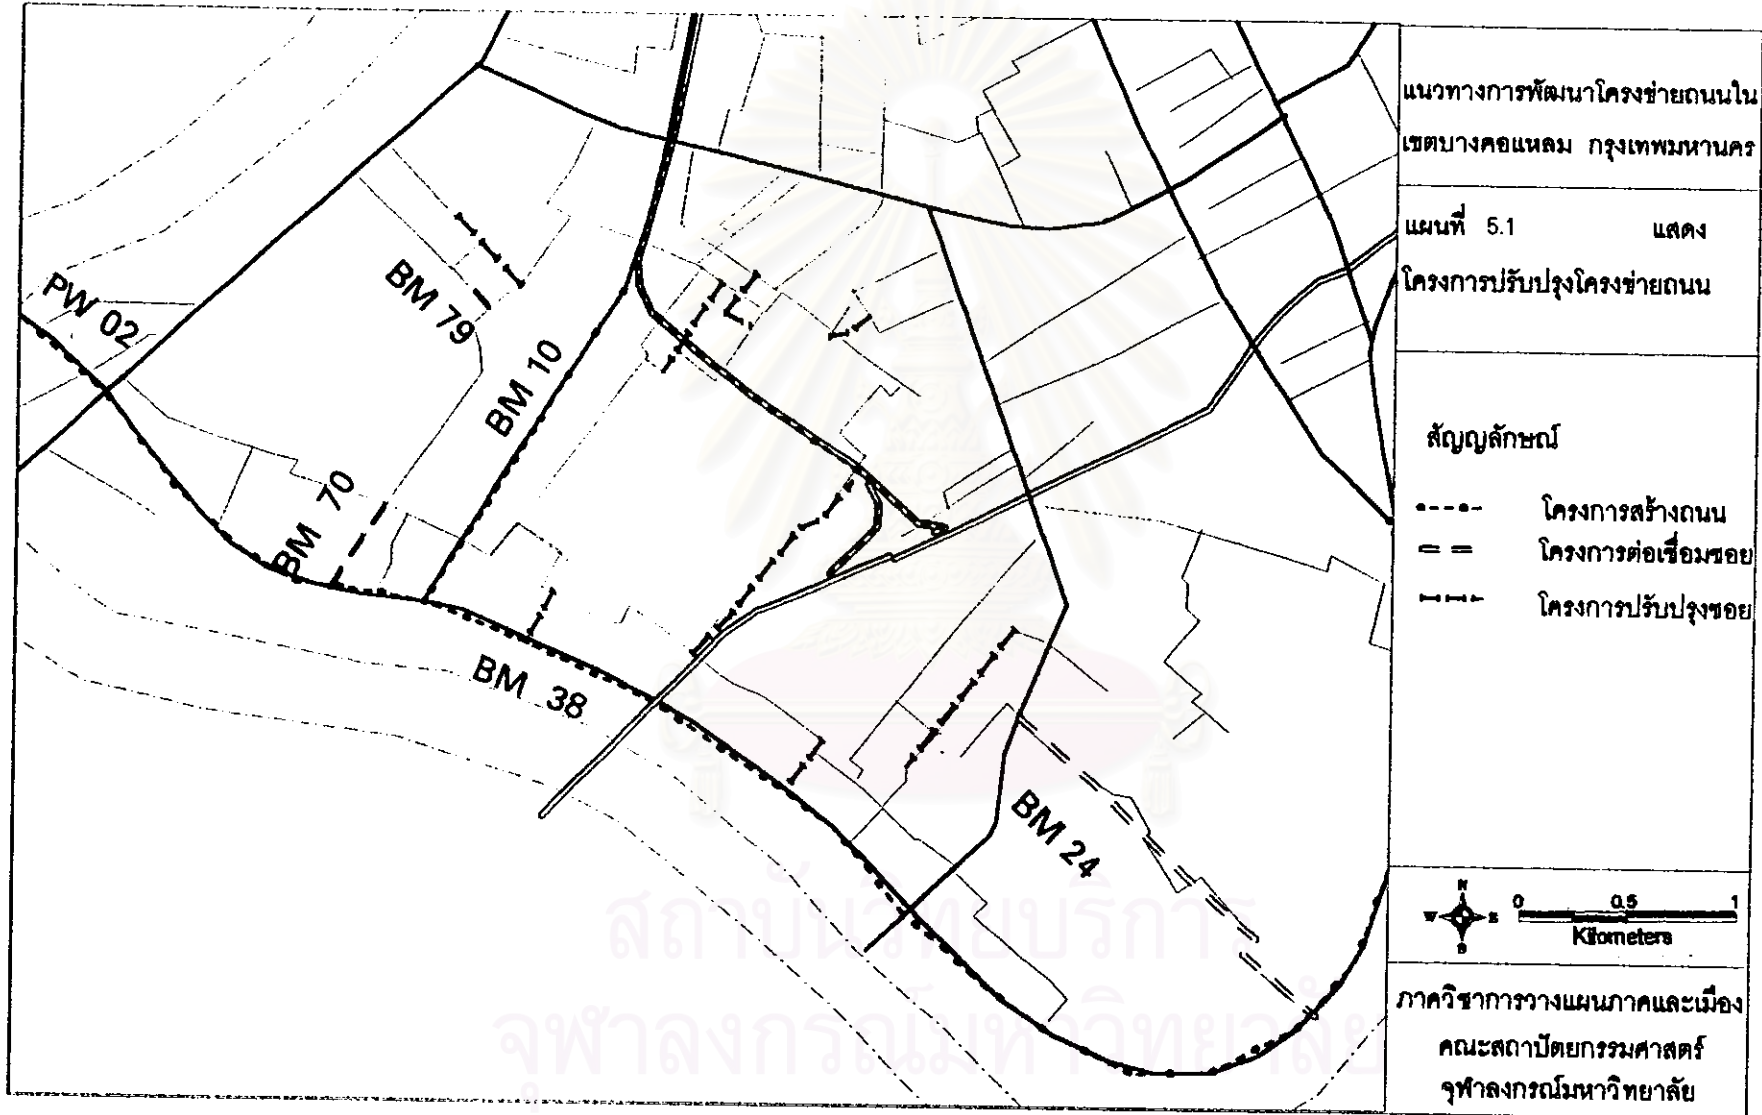 แนวทางการพัฒนาโครงข่ายถนนใน
เขตบางคอแหลม กรุงเทพมหานคร
แผนที่ 5.1 แสดง
โครงการปรับปรุงโครงข่ายถนน
สัญญลักษณ์
โครงการสร้างถนน
โครงการต่อเชื่อมซอย
โครงการปรับปรุงซอย
N
W E
S
0 0.5 1
Kilometers
ภาควิชาการวางแผนภาคและเมือง
คณะสถาปัตยกรรมศาสตร์
จุฬาลงกรณ์มหาวิทยาลัย
PW 02
BM 79
BM 10
BM 70
BM 38
BM 24
สถาบันวิทยบริการ
จุฬาลงกรณ์มหาวิทยาลัย